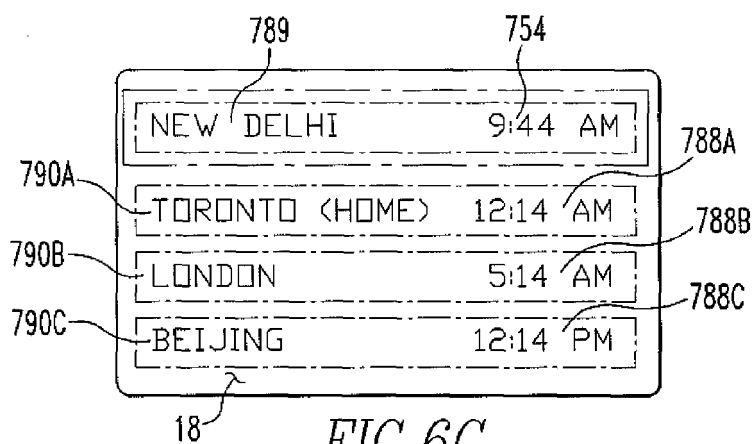 789 754
NEW DELHI 9:44 AM
790A 788A
TORONTO (HOME) 12:14 AM
790B 788B
LONDON 5:14 AM
790C 788C
BEIJING 12:14 PM
18
FIG. 6C